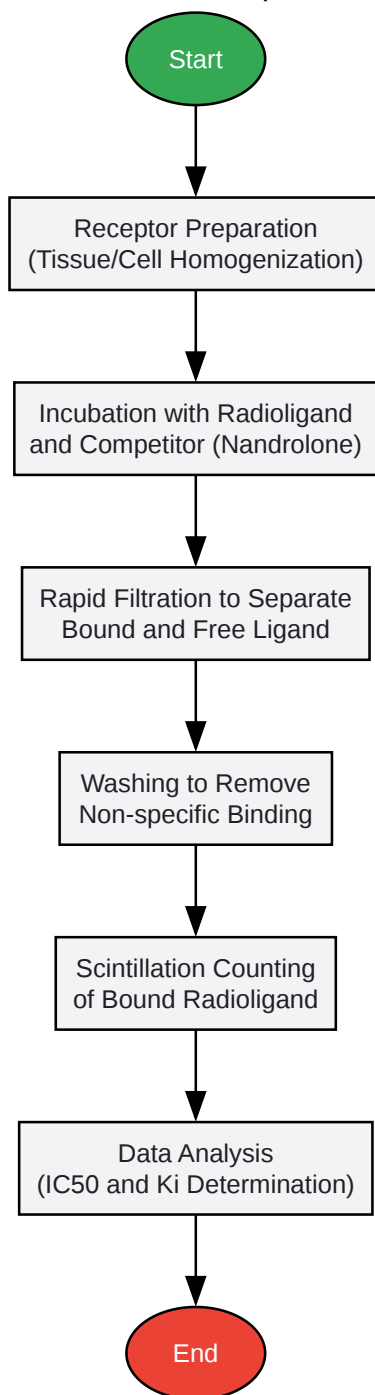 Start
Receptor Preparation
(Tissue/Cell Homogenization)
Incubation with Radioligand
and Competitor (Nandrolone)
Rapid Filtration to Separate
Bound and Free Ligand
Washing to Remove
Non-specific Binding
Scintillation Counting
of Bound Radioligand
Data Analysis
(IC50 and Ki Determination)
End